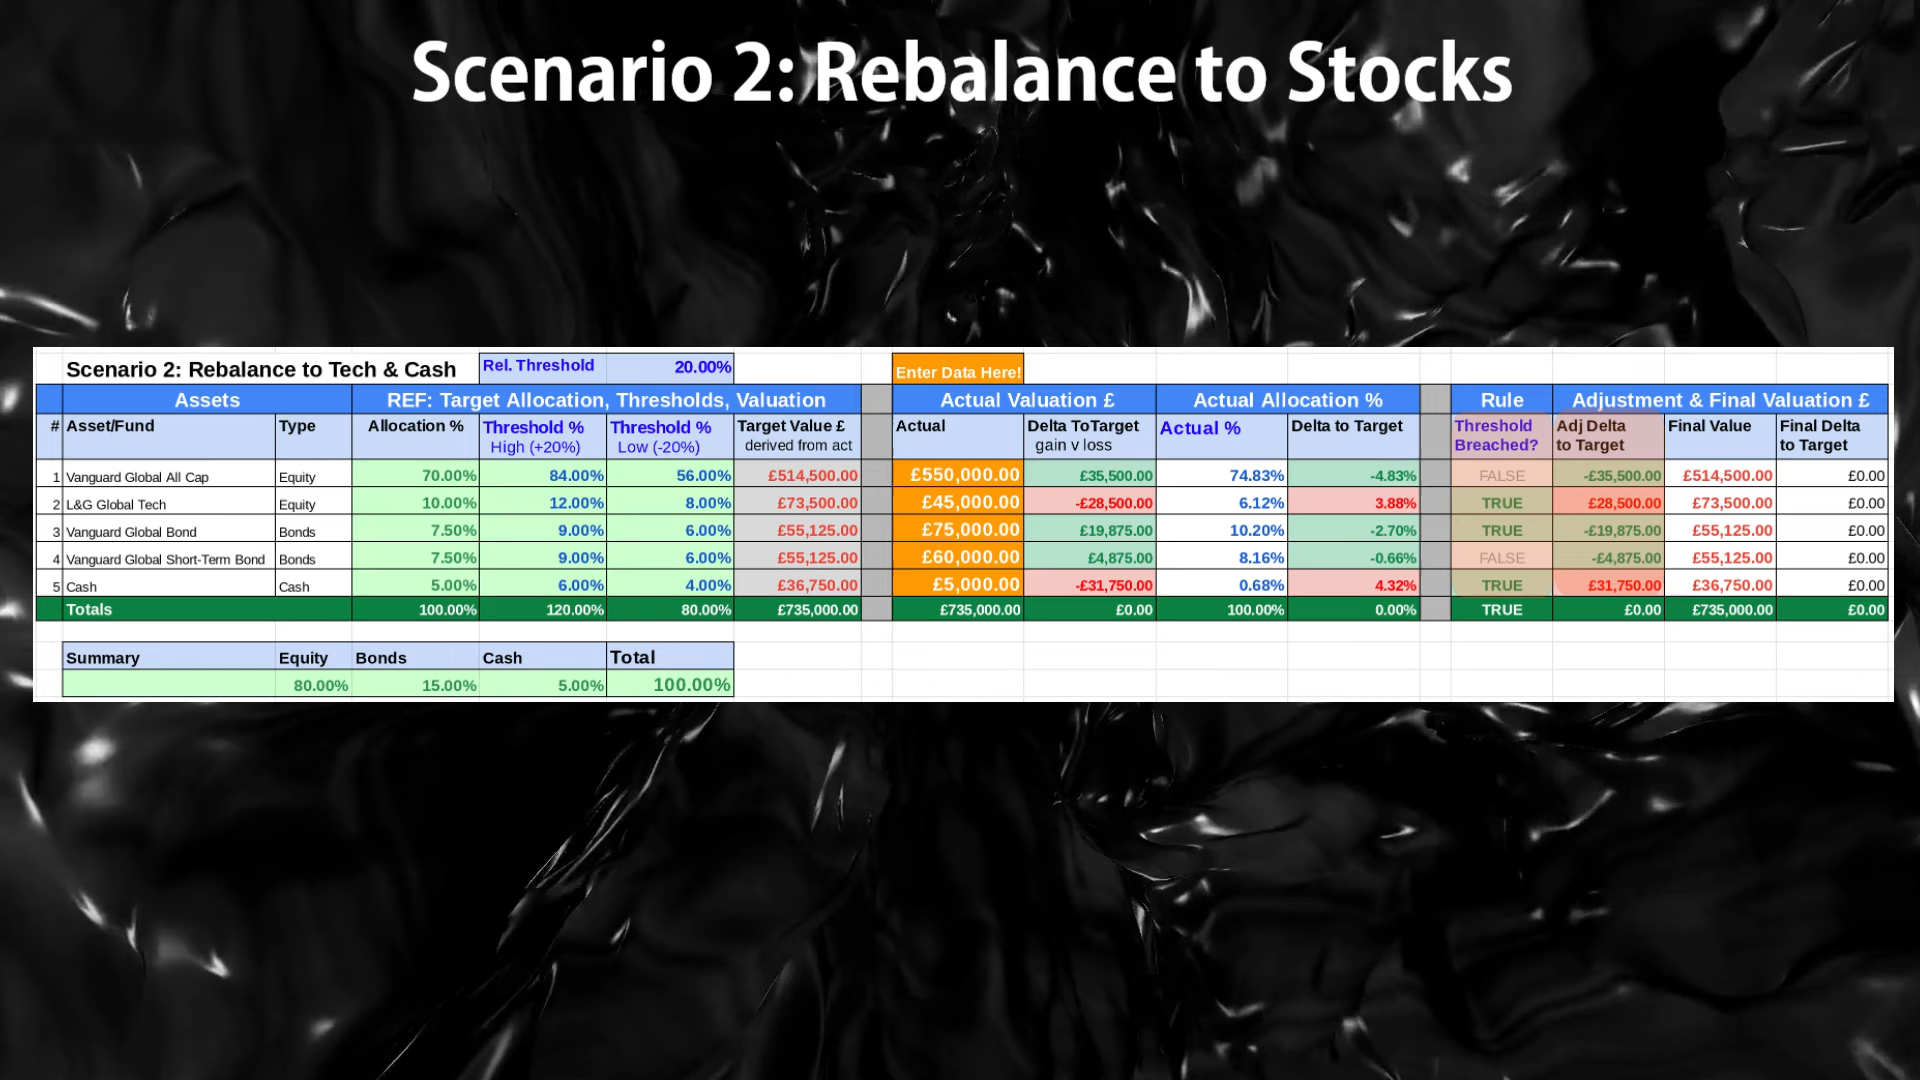 Scenario 2: Rebalance to Stocks
Scenario 2: Rebalance to Tech & Cash Rel. Threshold 20.00% Enter Data Here!
Assets REF: Target Allocation, Thresholds, Valuation Actual Valuation £ Actual Allocation % Rule Adjustment & Final Valuation £
# Asset/Fund Type Allocation % Threshold % Threshold % Target Value £ Actual Delta ToTarget Actual % Delta to Target Threshold Adj Delta Final Value Final Delta
High (+20%) Low (-20%) derived from act gain v loss Breached? to Target to Target
1 Vanguard Global All Cap Equity 70.00% 84.00% 56.00% £514,500.00 £550,000.00 £35,500.00 74.83% -4.83% FALSE -£35,500.00 £514,500.00 £0.00
2 L&G Global Tech Equity 10.00% 12.00% 8.00% £73,500.00 £45,000.00 -£28,500.00 6.12% 3.88% TRUE £28,500.00 £73,500.00 £0.00
3 Vanguard Global Bond Bonds 7.50% 9.00% 6.00% £55,125.00 £75,000.00 £19,875.00 10.20% -2.70% TRUE -£19,875.00 £55,125.00 £0.00
4 Vanguard Global Short-Term Bond Bonds 7.50% 9.00% 6.00% £55,125.00 £60,000.00 £4,875.00 8.16% -0.66% FALSE -£4,875.00 £55,125.00 £0.00
5 Cash Cash 5.00% 6.00% 4.00% £36,750.00 £5,000.00 -£31,750.00 0.68% 4.32% TRUE £31,750.00 £36,750.00 £0.00
Totals 100.00% 120.00% 80.00% £735,000.00 £735,000.00 £0.00 100.00% 0.00% TRUE £0.00 £735,000.00 £0.00
Summary Equity Bonds Cash Total
80.00% 15.00% 5.00% 100.00%